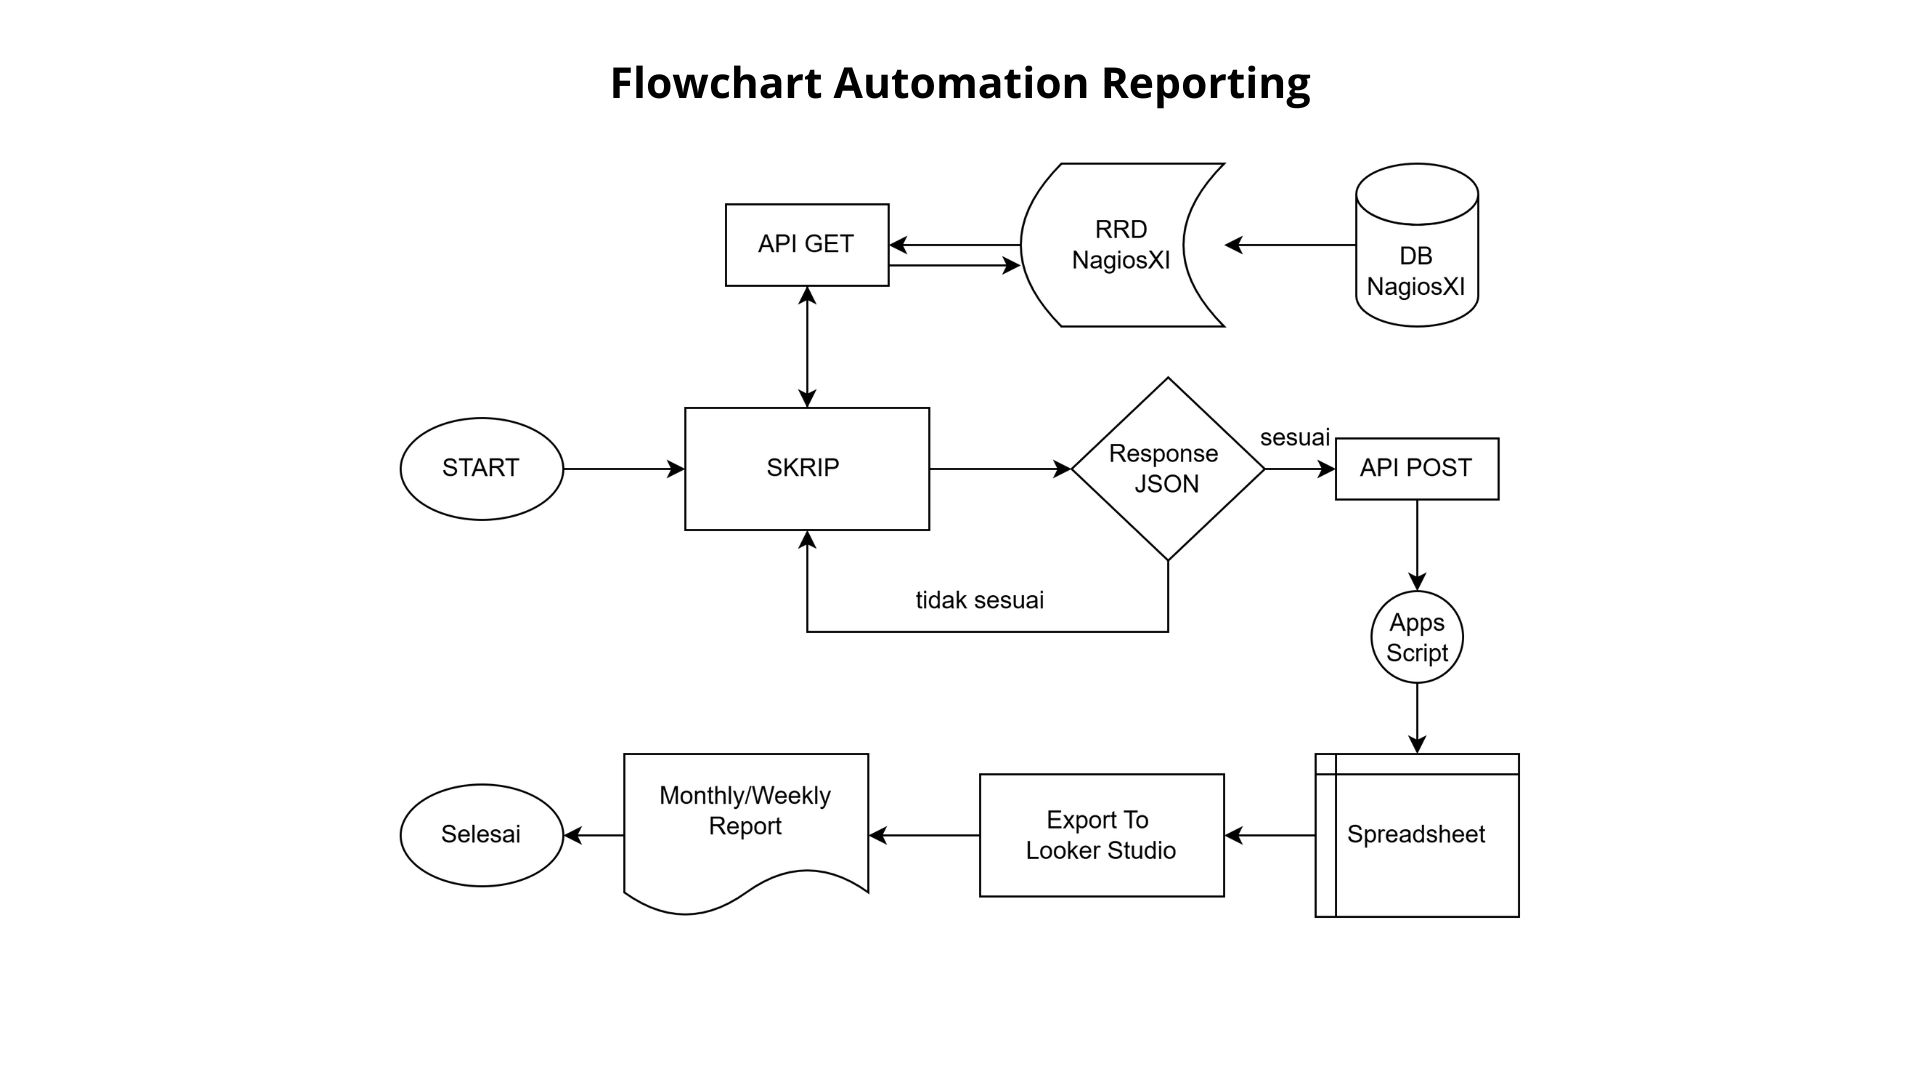 Flowchart Automation Reporting
API GET
RRD
NagiosXI
DB
NagiosXI
START
SKRIP
Response
JSON
sesuai
API POST
tidak sesuai
Apps
Script
Selesai
Monthly/Weekly
Report
Export To
Looker Studio
Spreadsheet